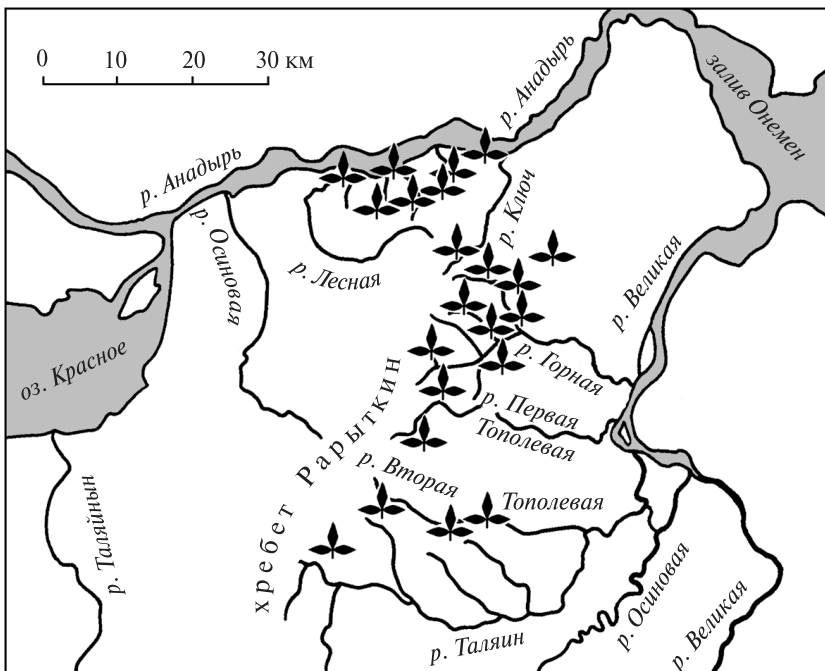 0 10 20 30 км
р. Анадырь
залив Онемен
р. Анадырь
р. Ключ
р. Осиновая
р. Лесная
р. Великая
оз. Красное
р. Горная
р. Первая
Тополевая
хребет Рарыткин
р. Вторая
Тополевая
р. Таляйнын
р. Осиновая
р. Великая
р. Таляин